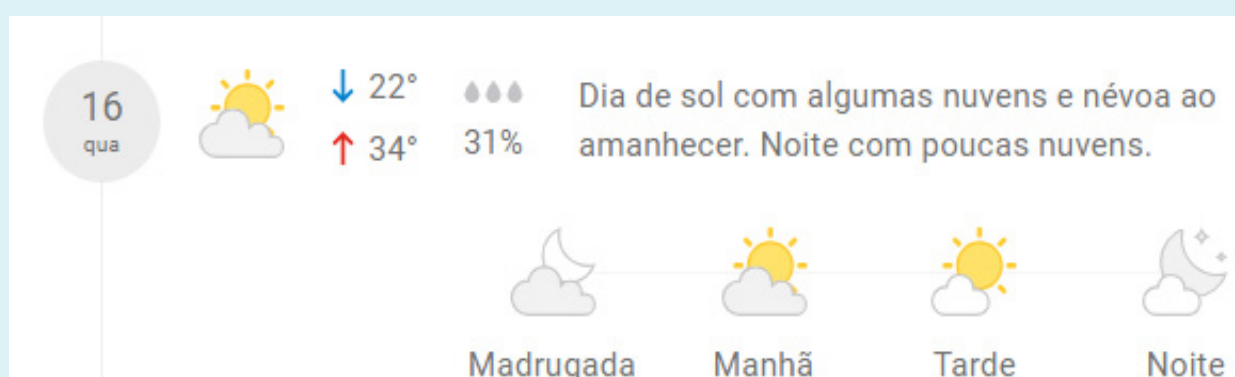 16
qua
↓ 22°
↑ 34°
31%
Dia de sol com algumas nuvens e névoa ao
amanhecer. Noite com poucas nuvens.
Madrugada Manhã Tarde Noite